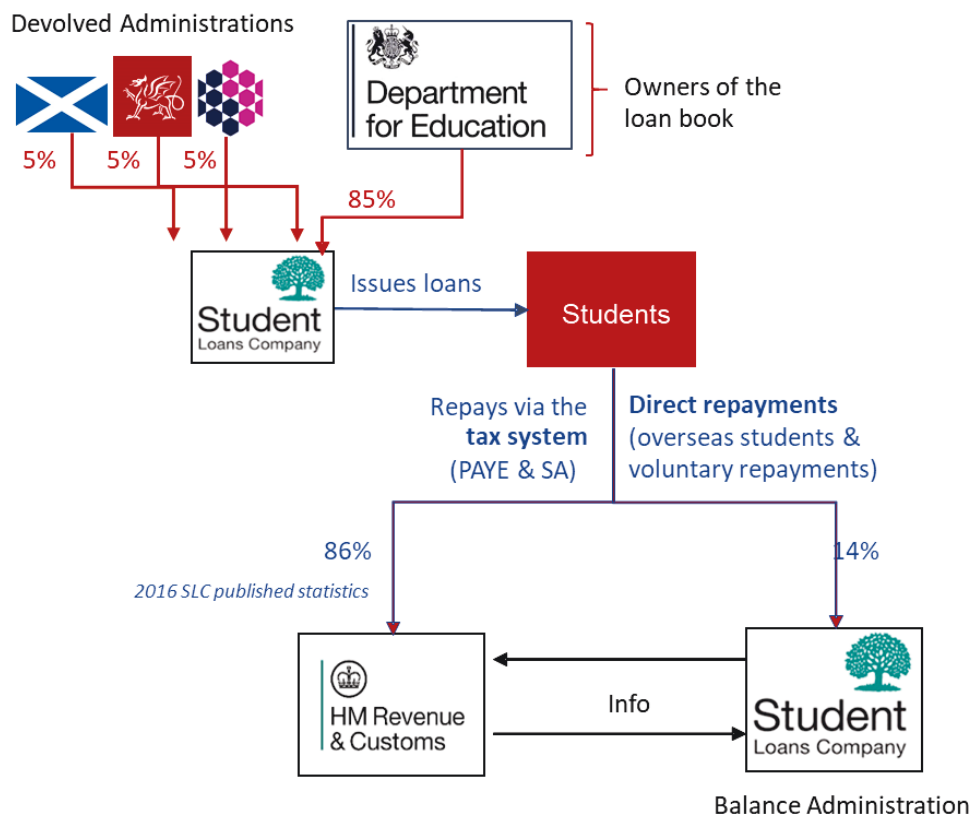 Devolved Administrations
Department
for Education
Owners of the
loan book
5%
5%
5%
85%
Student
Loans Company
Issues loans
Students
Repays via the
tax system
(PAYE & SA)
Direct repayments
(overseas students &
voluntary repayments)
86%
14%
2016 SLC published statistics
HM Revenue
& Customs
Info
Student
Loans Company
Balance Administration